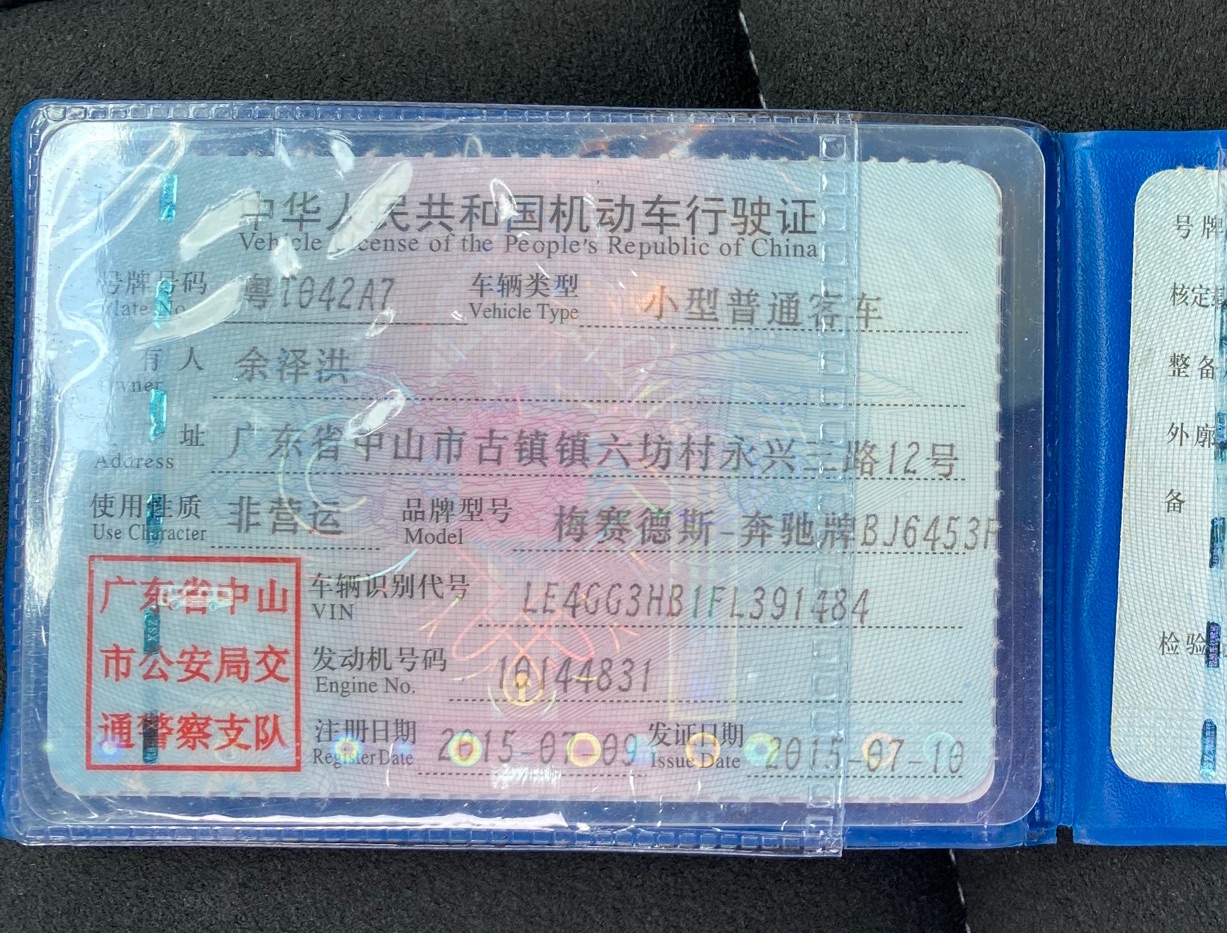 中华人民共和国机动车行驶证
Vehicle License of the People's Republic of China
号牌号码 粤T042A7 车辆类型 小型普通客车
Plate No. Vehicle Type
有人 余泽洪
Owner
址 广东省中山市古镇镇六坊村永兴三路12号
Address
使用性质 非营运 品牌型号 梅赛德斯-奔驰牌BJ6453F
Use Character Model
广东省中山
市公安局交
通警察支队
车辆识别代号 LE4GG3HB1FL391484
VIN
发动机号码 10144831
Engine No.
注册日期 2015-07-09 发证日期 2015-07-10
Register Date Issue Date
号牌
核定
整备
外廓
备
检验